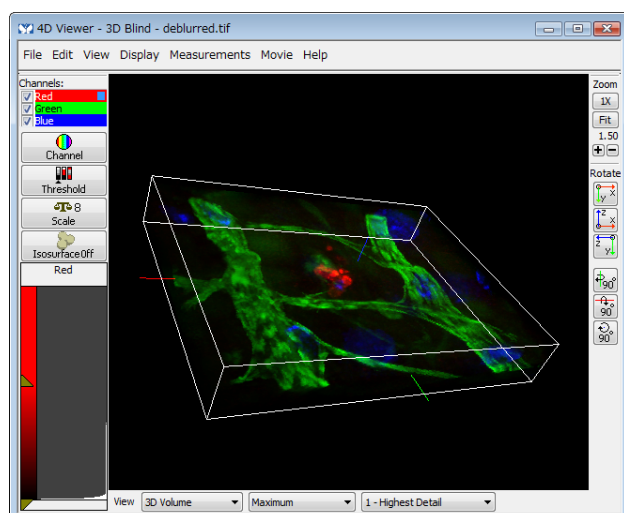 4D Viewer - 3D Blind - deblurred.tif
File Edit View Display Measurements Movie Help
Channels:
Red
Green
Blue
Channel
Threshold
8
Scale
IsosurfaceOff
Red
Zoom
1X
Fit
1.50
Rotate
y x
z x
z y
90°
90°
90°
View 3D Volume Maximum 1 - Highest Detail